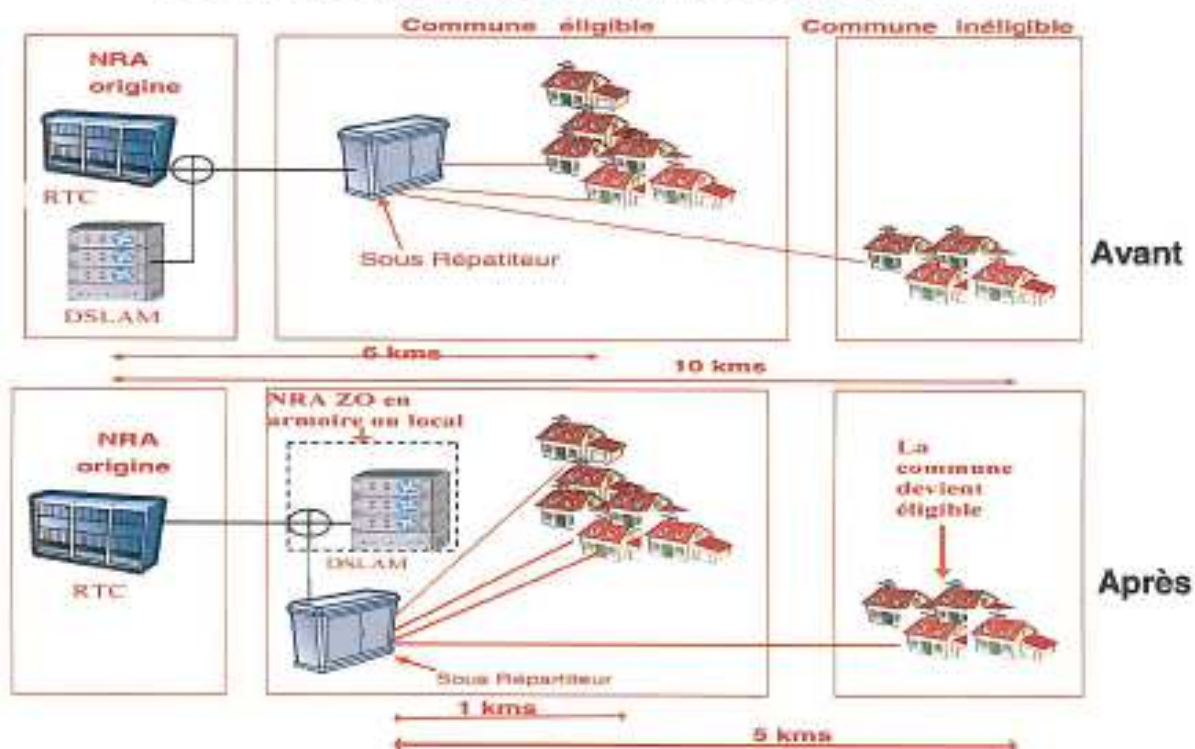 Commune éligible
Commune inéligible
NRA
origine
RTC
DSLAM
Sous Répatiteur
Avant
6 kms
10 kms
NRA
origine
RTC
NRA ZO en
armoire ou local
DSLAM
Sous Répartiteur
La
commune
devient
éligible
Après
1 kms
5 kms